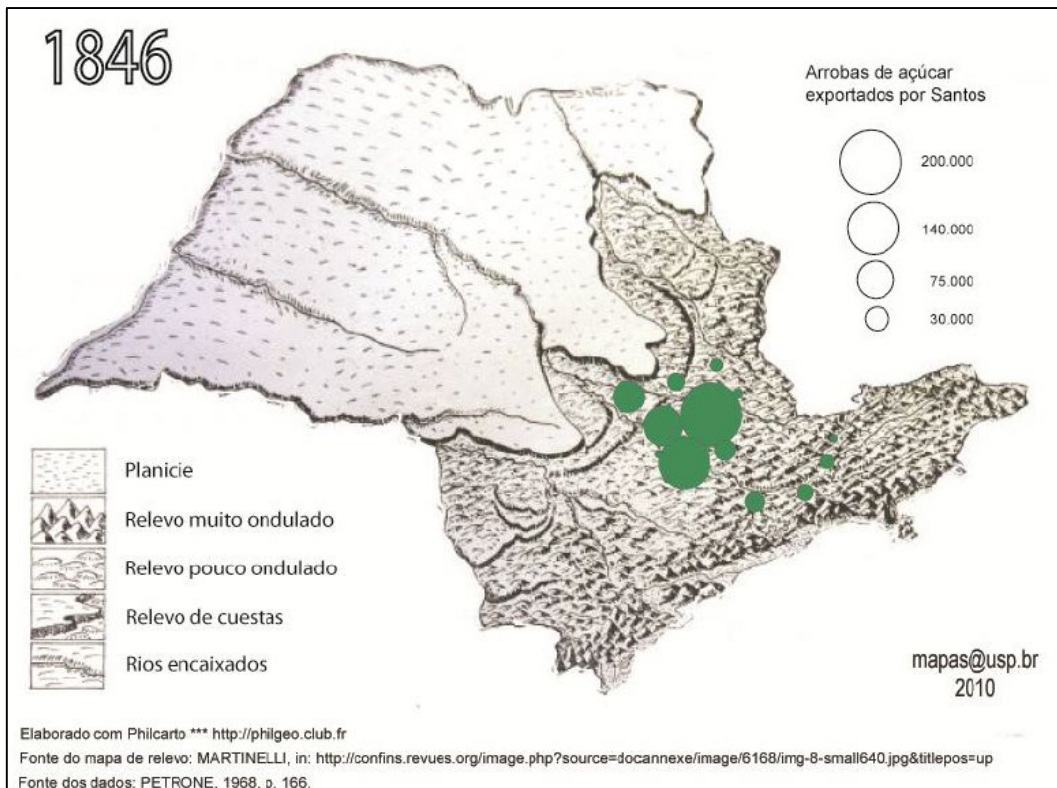 1846
Arrobas de açúcar
exportados por Santos
200.000
140.000
75.000
30.000
Planicie
Relevo muito ondulado
Relevo pouco ondulado
Relevo de cuestas
Rios encaixados
mapas@usp.br
2010
Elaborado com Philcarto *** http://philgeo.club.fr
Fonte do mapa de relevo: MARTINELLI, in: http://confins.revues.org/image.php?source=docannexe/image/6168/img-8-small640.jpg&titlepos=up
Fonte dos dados: PETRONE, 1968, p. 166.